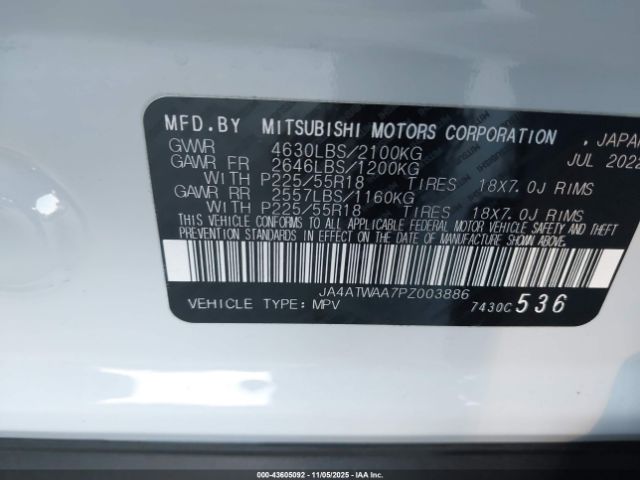 MFD.BY MITSUBISHI MOTORS CORPORATION , JAPAN
GVWR 4630LBS/2100KG JUL 2022
GAWR FR 2646LBS/1200KG
WITH P225/55R18 TIRES 18X7.0J RIMS
GAWR RR 2557LBS/1160KG
WITH P225/55R18 TIRES 18X7.0J RIMS
THIS VEHICLE CONFORMS TO ALL APPLICABLE FEDERAL MOTOR VEHICLE SAFETY AND THEFT
PREVENTION STANDARDS IN EFFECT ON THE DATE OF MANUFACTURE SHOWN ABOVE.
JA4ATWAA7PZ003886
VEHICLE TYPE:MPV 7430C 536
000-43605092 - 11/05/2025 - IAA Inc.